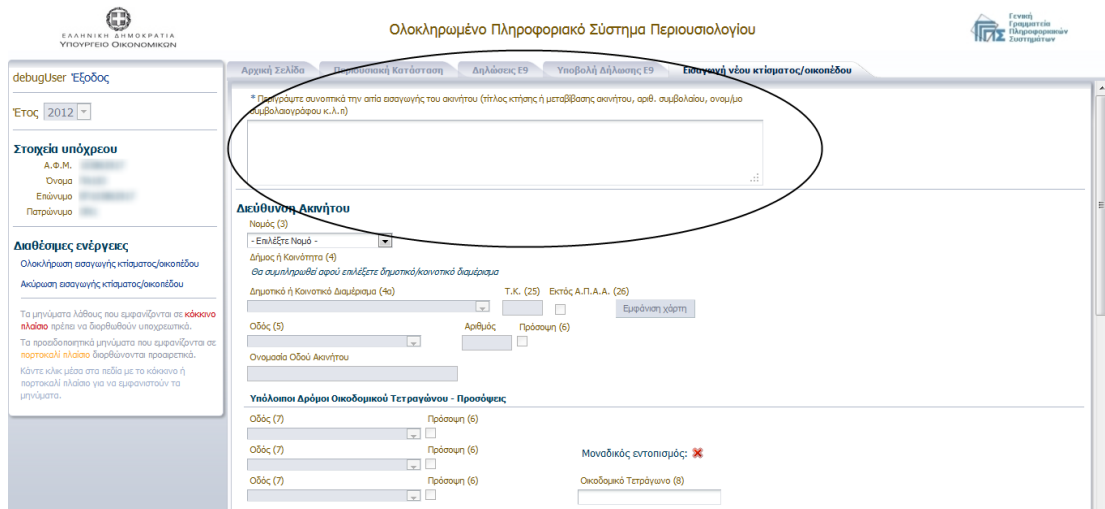 ΕΛΛΗΝΙΚΗ ΔΗΜΟΚΡΑΤΙΑ
ΥΠΟΥΡΓΕΙΟ ΟΙΚΟΝΟΜΙΚΩΝ
Ολοκληρωμένο Πληροφοριακό Σύστημα Περιουσιολογίου
Γενική
Γραμματεία
Πληροφοριακών
Συστημάτων
debugUser Έξοδος
Έτος 2012
Στοιχεία υπόχρεου
Α.Φ.Μ.
Όνομα
Επώνυμο
Πατρώνυμο
Διαθέσιμες ενέργειες
Ολοκλήρωση εισαγωγής κτίσματος/οικοπέδου
Ακύρωση εισαγωγής κτίσματος/οικοπέδου
Τα μηνύματα λάθους που εμφανίζονται σε κόκκινο
πλαίσιο πρέπει να διορθωθούν υποχρεωτικά.
Τα προειδοποιητικά μηνύματα που εμφανίζονται σε
πορτοκαλί πλαίσιο διορθώνονται προαιρετικά.
Κάντε κλικ μέσα στα πεδία με το κόκκινο ή
πορτοκαλί πλαίσιο για να εμφανιστούν τα
μηνύματα.
Αρχική Σελίδα Περιουσιακή Κατάσταση Δηλώσεις Ε9 Υποβολή Δήλωσης Ε9 Εισαγωγή νέου κτίσματος/οικοπέδου
* Περιγράψτε συνοπτικά την αιτία εισαγωγής του ακινήτου (τίτλος κτήσης ή μεταβίβασης ακινήτου, αριθ. συμβολαίου, ονομ/μο
συμβολαιογράφου κ.λ.π)
Διεύθυνση Ακινήτου
Νομός (3)
- Επιλέξτε Νομό -
Δήμος ή Κοινότητα (4)
Θα συμπληρωθεί αφού επιλέξετε δημοτικό/κοινοτικό διαμέρισμα
Δημοτικό ή Κοινοτικό Διαμέρισμα (4α) Τ.Κ. (25) Εκτός Α.Π.Α.Α. (26)
Εμφάνιση χάρτη
Οδός (5) Αριθμός Πρόσοψη (6)
Ονομασία Οδού Ακινήτου
Υπόλοιποι Δρόμοι Οικοδομικού Τετραγώνου - Προσόψεις
Οδός (7) Πρόσοψη (6)
Οδός (7) Πρόσοψη (6) Μοναδικός εντοπισμός:
Οδός (7) Πρόσοψη (6) Οικοδομικό Τετράγωνο (8)